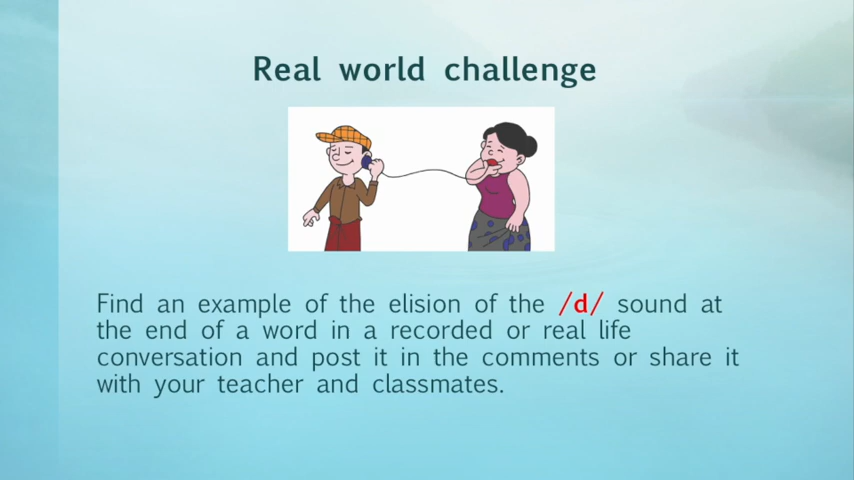 Real world challenge
Find an example of the elision of the /d/ sound at
the end of a word in a recorded or real life
conversation and post it in the comments or share it
with your teacher and classmates.